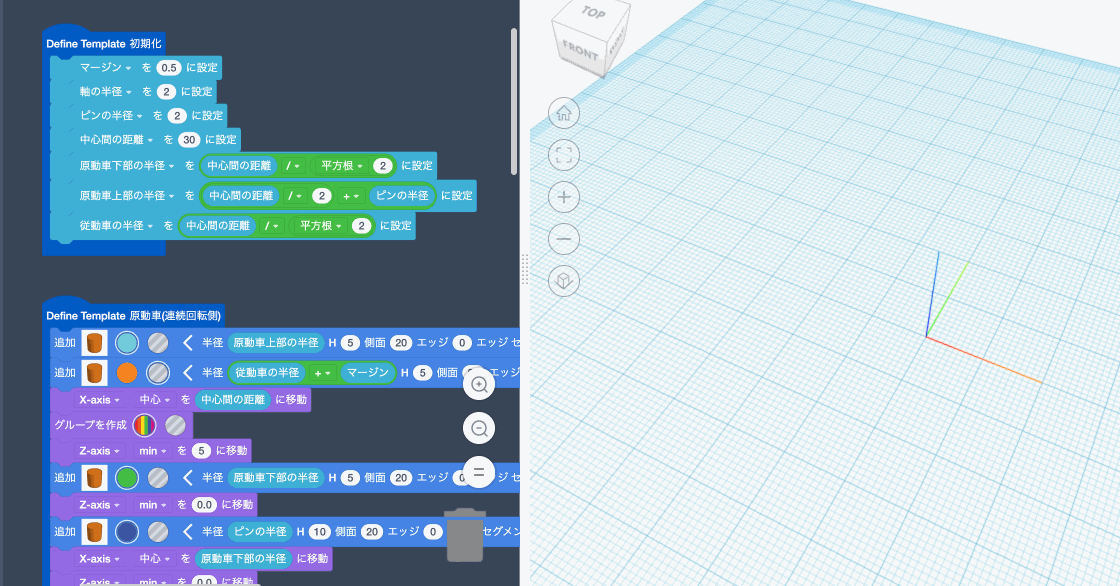 Define Template 初期化
マージン を 0.5 に設定
軸の半径 を 2 に設定
ピンの半径 を 2 に設定
中心間の距離 を 30 に設定
原動車下部の半径 を 中心間の距離 / 平方根 2 に設定
原動車上部の半径 を 中心間の距離 / 2 + ピンの半径 に設定
従動車の半径 を 中心間の距離 / 平方根 2 に設定
Define Template 原動車(連続回転側)
追加 半径 原動車上部の半径 H 5 側面 20 エッジ 0 エッジ セ
追加 半径 従動車の半径 + マージン H 5 側面 エッジ
X-axis 中心 を 中心間の距離 に移動
グループを作成
Z-axis min を 5 に移動
追加 半径 原動車下部の半径 H 5 側面 20 エッジ ジ セ
Z-axis min を 0.0 に移動
追加 半径 ピンの半径 H 10 側面 20 エッジ 0 セグメン
X-axis 中心 を 原動車下部の半径 に移動
Z-axis min を 0.0 に移動
TOP
FRONT